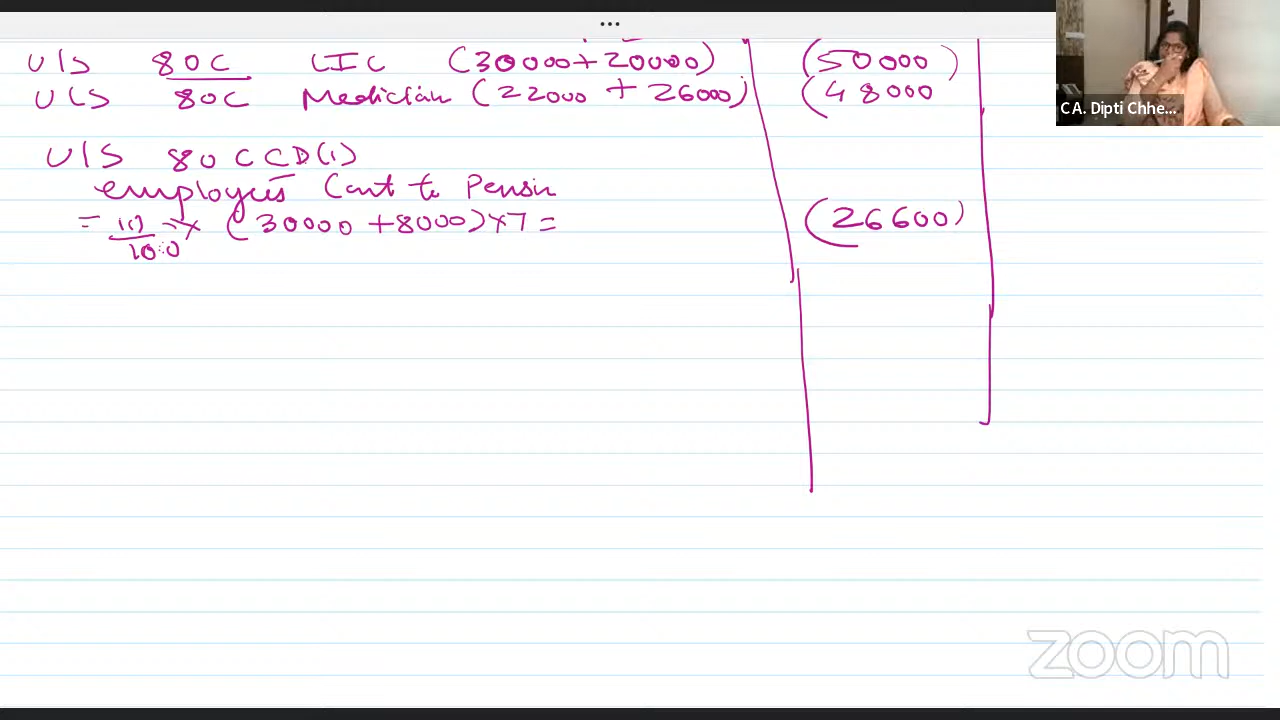 ...
U/S 80C LIC (30000+20000) (50000)
U/S 80C Mediclaim (22000 + 26000) (48000
U/S 80 CCD(1)
employees Cont to Pension
= 10/100 x (30000 +8000) x 7 = (26600)
C A. Dipti Chhe...
zoom